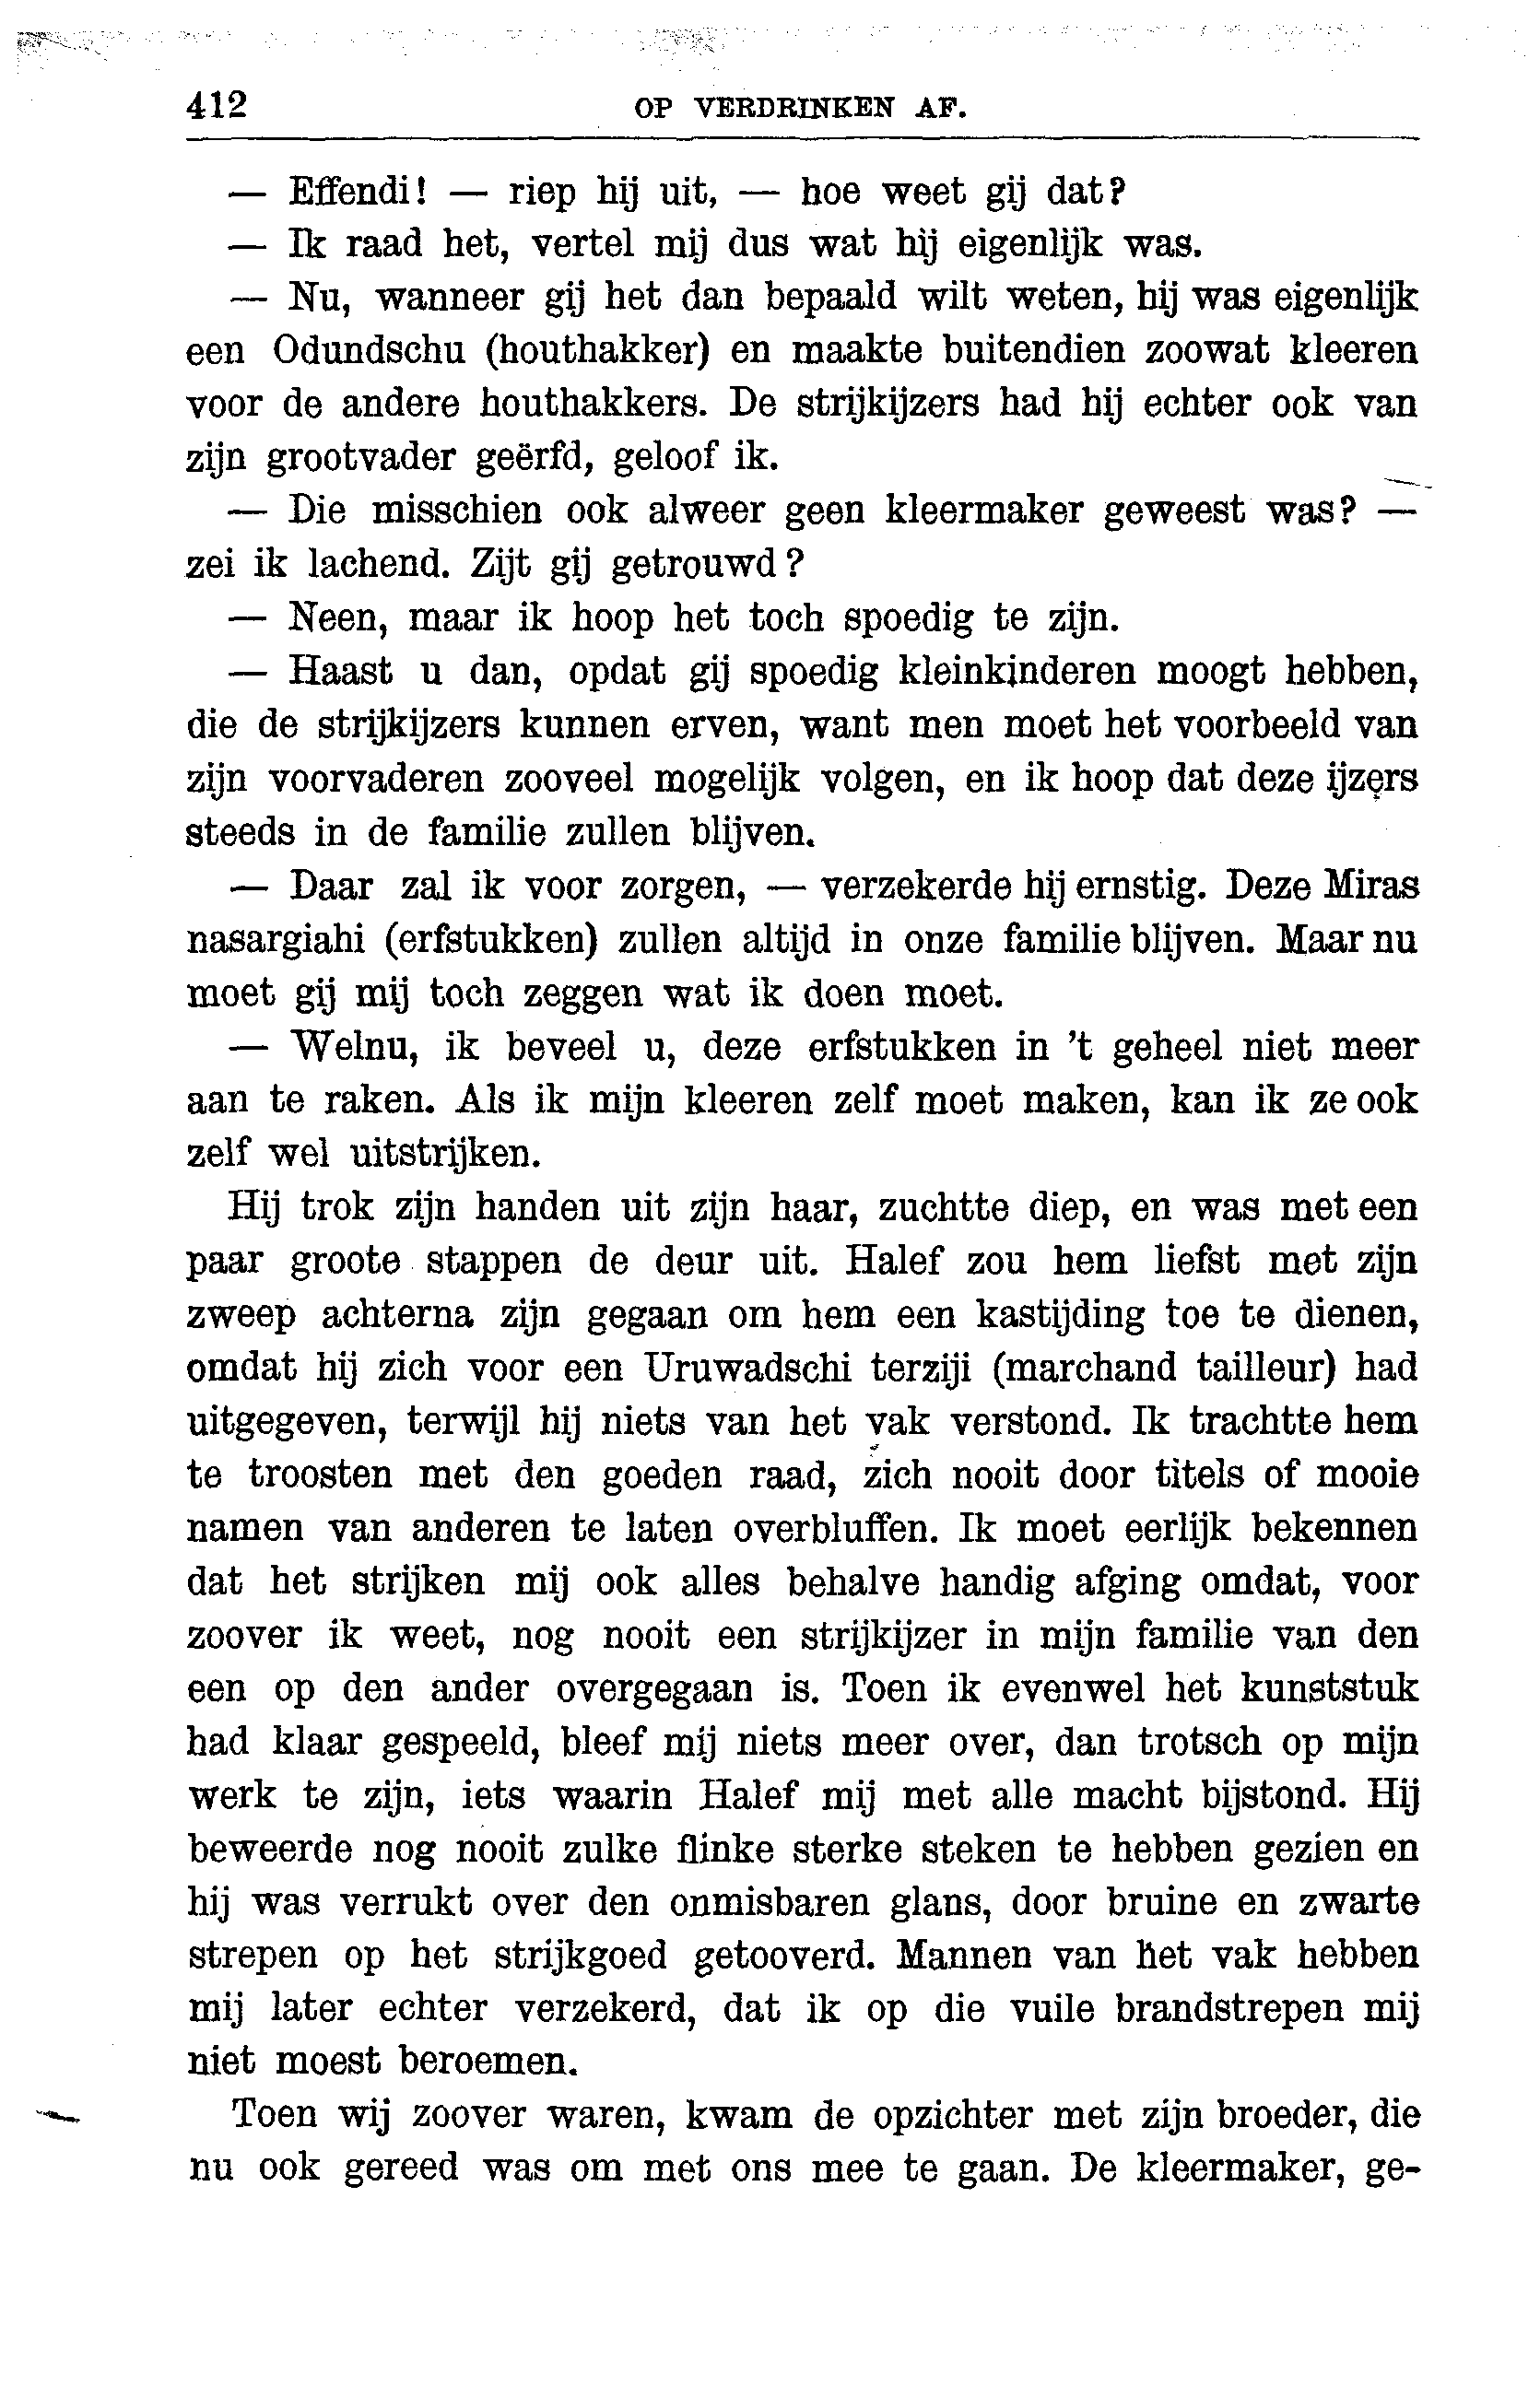 412 OP VERDRINKEN AF.
— Effendi! — riep hij uit, — hoe weet gij dat?
— Ik raad het, vertel mij dus wat hij eigenlijk was.
— Nu, wanneer gij het dan bepaald wilt weten, hij was eigenlijk
een Odundschu (houthakker) en maakte buitendien zoowat kleeren
voor de andere houthakkers. De strijkijzers had hij echter ook van
zijn grootvader geërfd, geloof ik.
— Die misschien ook alweer geen kleermaker geweest was? —
zei ik lachend. Zijt gij getrouwd?
— Neen, maar ik hoop het toch spoedig te zijn.
— Haast u dan, opdat gij spoedig kleinkinderen moogt hebben,
die de strijkijzers kunnen erven, want men moet het voorbeeld van
zijn voorvaderen zooveel mogelijk volgen, en ik hoop dat deze ijzers
steeds in de familie zullen blijven.
— Daar zal ik voor zorgen, — verzekerde hij ernstig. Deze Miras
nasargiahi (erfstukken) zullen altijd in onze familie blijven. Maar nu
moet gij mij toch zeggen wat ik doen moet.
— Welnu, ik beveel u, deze erfstukken in 't geheel niet meer
aan te raken. Als ik mijn kleeren zelf moet maken, kan ik ze ook
zelf wel uitstrijken.
Hij trok zijn handen uit zijn haar, zuchtte diep, en was met een
paar groote stappen de deur uit. Halef zou hem liefst met zijn
zweep achterna zijn gegaan om hem een kastijding toe te dienen,
omdat hij zich voor een Uruwadschi terziji (marchand tailleur) had
uitgegeven, terwijl hij niets van het vak verstond. Ik trachtte hem
te troosten met den goeden raad, zich nooit door titels of mooie
namen van anderen te laten overbluffen. Ik moet eerlijk bekennen
dat het strijken mij ook alles behalve handig afging omdat, voor
zoover ik weet, nog nooit een strijkijzer in mijn familie van den
een op den ander overgegaan is. Toen ik evenwel het kunststuk
had klaar gespeeld, bleef mij niets meer over, dan trotsch op mijn
werk te zijn, iets waarin Halef mij met alle macht bijstond. Hij
beweerde nog nooit zulke flinke sterke steken te hebben gezien en
hij was verrukt over den onmisbaren glans, door bruine en zwarte
strepen op het strijkgoed getooverd. Mannen van het vak hebben
mij later echter verzekerd, dat ik op die vuile brandstrepen mij
niet moest beroemen.
Toen wij zoover waren, kwam de opzichter met zijn broeder, die
nu ook gereed was om met ons mee te gaan. De kleermaker, ge-